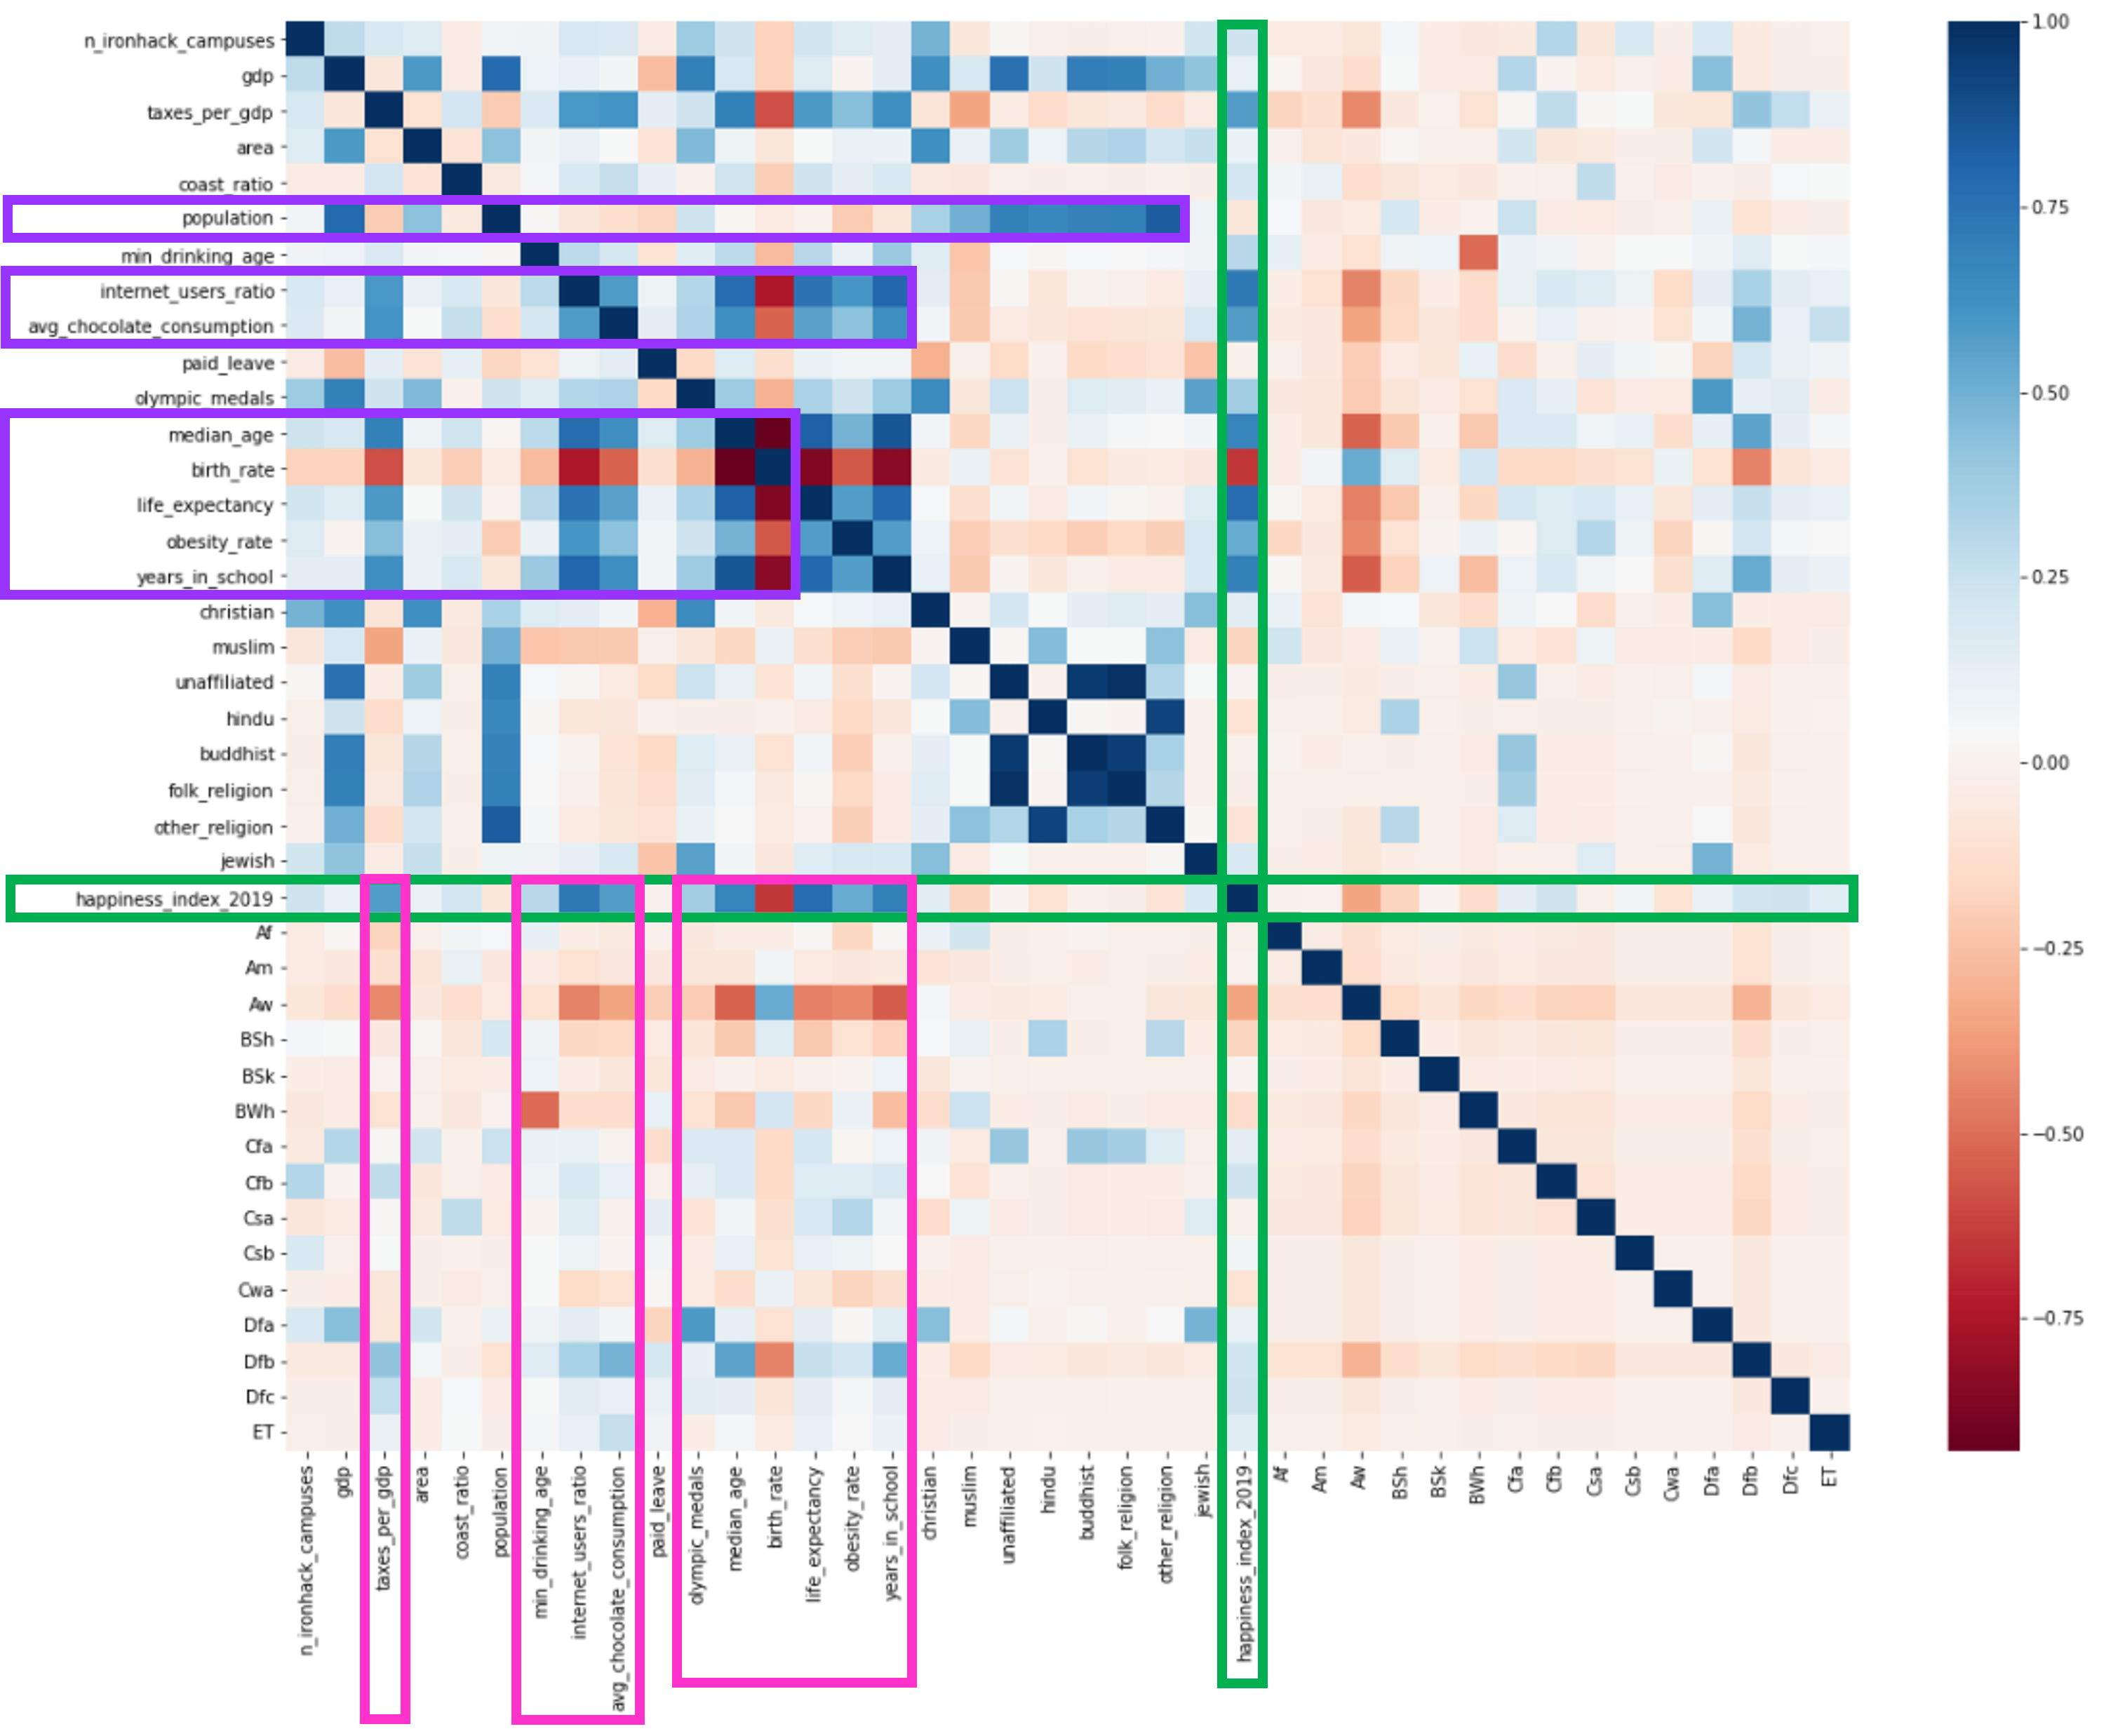 n_ironhack_campuses
gdp
taxes_per_gdp
area
coast_ratio
population
min_drinking_age
internet_users_ratio
avg_chocolate_consumption
paid_leave
olympic_medals
median_age
birth_rate
life_expectancy
obesity_rate
years_in_school
christian
muslim
unaffiliated
hindu
buddhist
folk_religion
other_religion
jewish
happiness_index_2019
Af
Am
Aw
BSh
BSk
BWh
Cfa
Cfb
Csa
Csb
Cwa
Dfa
Dfb
Dfc
ET
n_ironhack_campuses
gdp
taxes_per_gdp
area
coast_ratio
population
min_drinking_age
internet_users_ratio
avg_chocolate_consumption
paid_leave
olympic_medals
median_age
birth_rate
life_expectancy
obesity_rate
years_in_school
christian
muslim
unaffiliated
hindu
buddhist
folk_religion
other_religion
jewish
happiness_index_2019
Af
Am
Aw
BSh
BSk
BWh
Cfa
Cfb
Csa
Csb
Cwa
Dfa
Dfb
Dfc
ET
1.00
0.75
0.50
0.25
0.00
−0.25
−0.50
−0.75